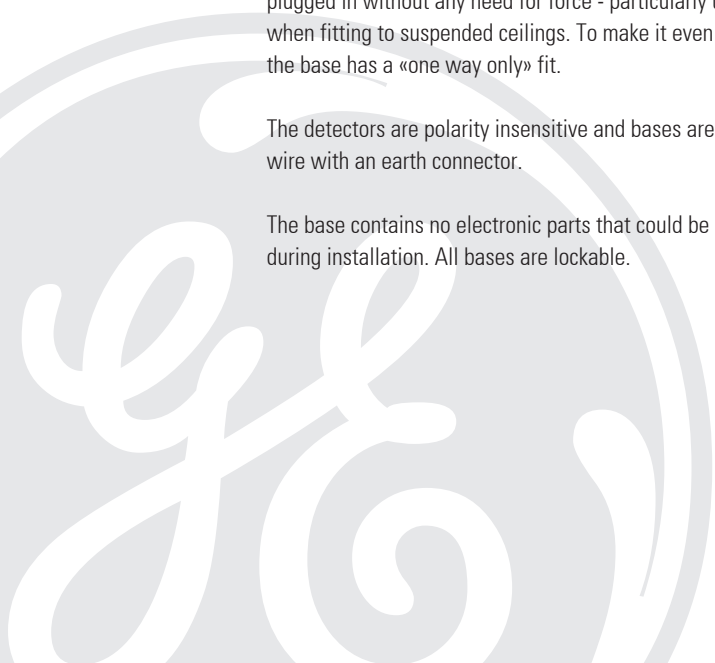 plugged in without any need for force - particularly
when fitting to suspended ceilings. To make it even
the base has a «one way only» fit.
The detectors are polarity insensitive and bases are
wire with an earth connector.
The base contains no electronic parts that could be
during installation. All bases are lockable.
GE